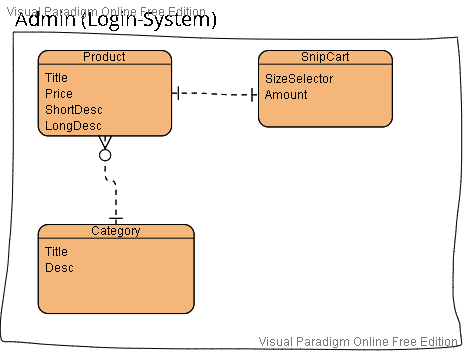 Visual Paradigm Online Free Edition
Admin (Login-System)
Product
Title
Price
ShortDesc
LongDesc
SnipCart
SizeSelector
Amount
Category
Title
Desc
Visual Paradigm Online Free Edition